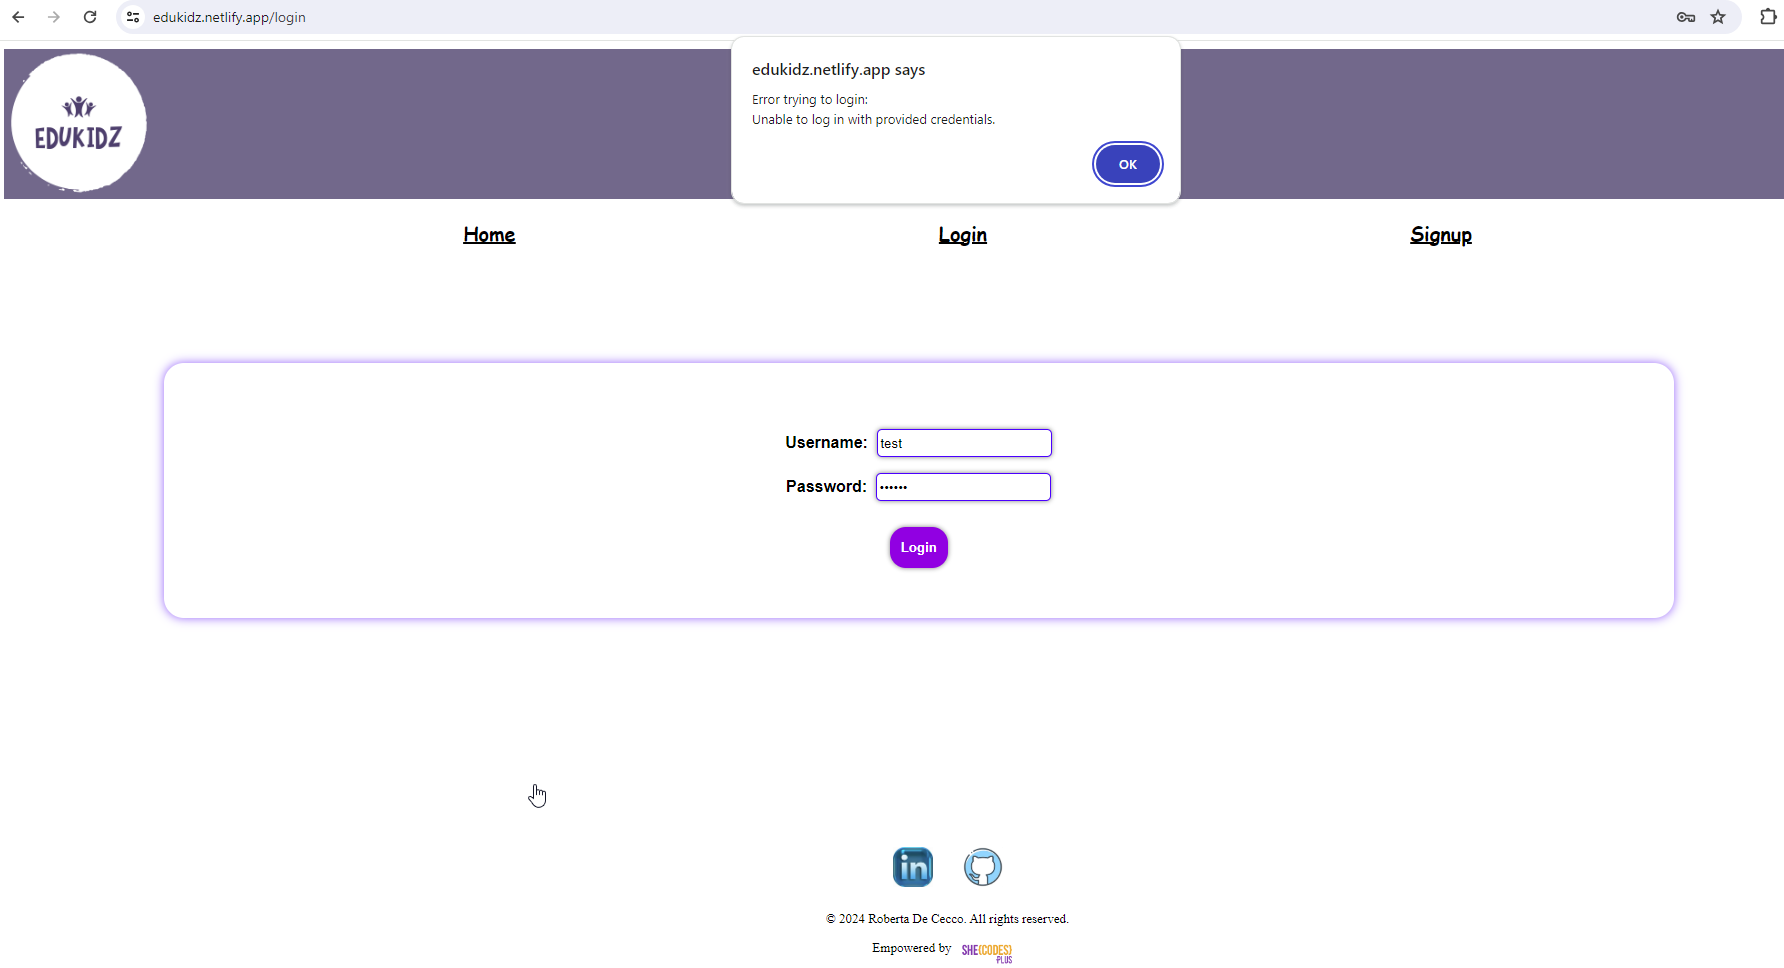 edukidz.netlify.app/login
edukidz.netlify.app says
Error trying to login:
Unable to log in with provided credentials.
OK
EDUKIDZ
Home
Login
Signup
Username: test
Password: ••••••
Login
in
© 2024 Roberta De Cecco. All rights reserved.
Empowered by SHE{CODES} PLUS